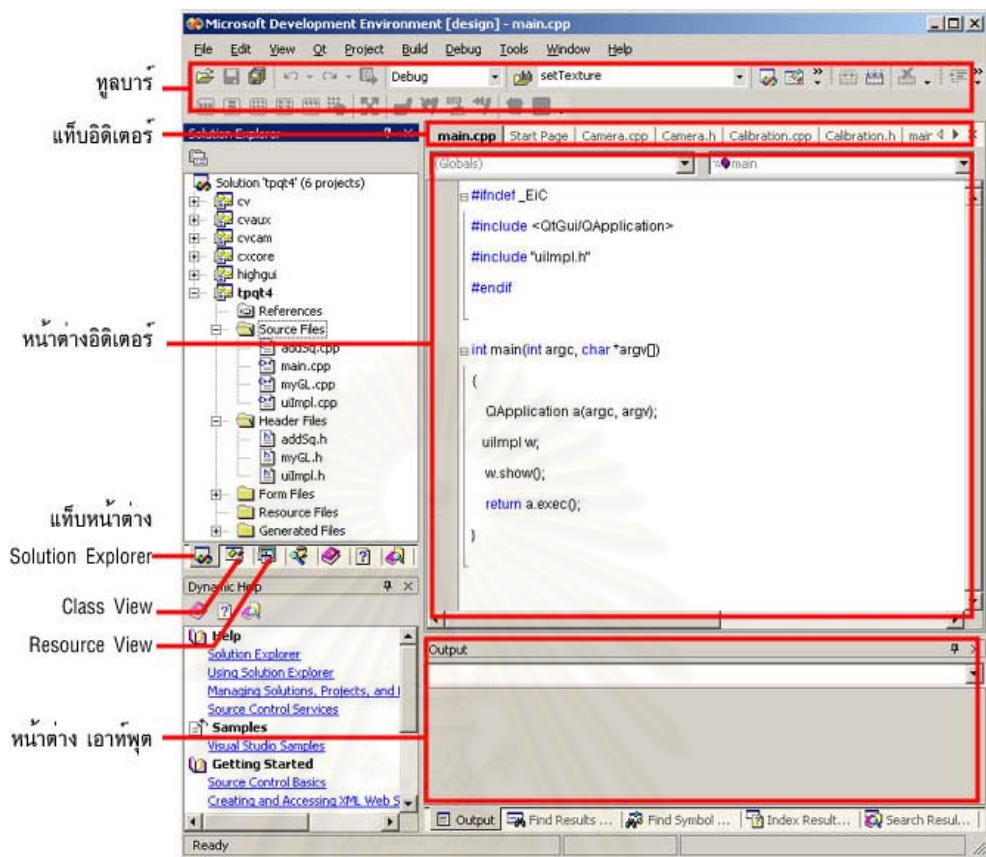 Microsoft Development Environment [design] - main.cpp
File Edit View Qt Project Build Debug Tools Window Help
ทูลบาร์
Debug
setTexture
แท็บอิดิเตอร์
Solution Explorer
main.cpp Start Page Camera.cpp Camera.h Calibration.cpp Calibration.h mair
(Globals)
main
Solution 'tpqt4' (6 projects)
cv
cvaux
cvcam
cxcore
highgui
tpqt4
References
Source Files
addSq.cpp
main.cpp
myGL.cpp
uiImpl.cpp
Header Files
addSq.h
myGL.h
uiImpl.h
Form Files
Resource Files
Generated Files
#ifndef _EiC
#include <QtGui/QApplication>
#include "uiImpl.h"
#endif
int main(int argc, char *argv[])
{
QApplication a(argc, argv);
uiImpl w;
w.show();
return a.exec();
}
หน้าต่างอิดิเตอร์
แท็บหน้าต่าง
Solution Explorer
Class View
Resource View
Dynamic Help
Help
Solution Explorer
Using Solution Explorer
Managing Solutions, Projects, and I
Source Control Services
Samples
Visual Studio Samples
Getting Started
Source Control Basics
Creating and Accessing XML Web S
หน้าต่าง เอาท์พุต
Output
Output Find Results ... Find Symbol ... Index Result... Search Resul...
Ready